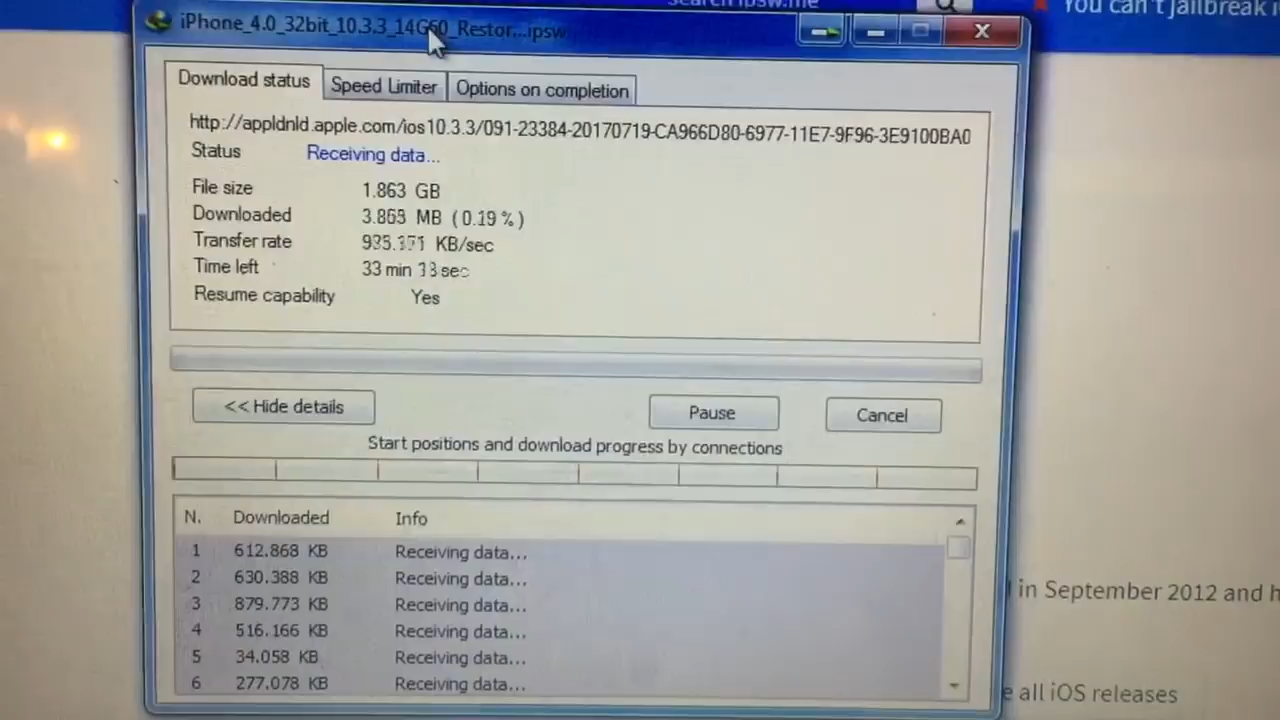 search ipsw.me
You can't jailbreak
iPhone_4.0_32bit_10.3.3_14G60_Restor...ipsw
Download status Speed Limiter Options on completion
http://appldnld.apple.com/ios10.3.3/091-23384-20170719-CA966D80-6977-11E7-9F96-3E9100BA0
Status Receiving data...
File size 1.863 GB
Downloaded MB (0.19 %)
Transfer rate KB/sec
Time left 33 min sec
Resume capability Yes
<< Hide details Pause Cancel
Start positions and download progress by connections
N. Downloaded Info
1 612.868 KB Receiving data...
2 630.388 KB Receiving data...
3 879.773 KB Receiving data...
4 516.166 KB Receiving data...
5 34.058 KB Receiving data...
6 277.078 KB Receiving data...
in September 2012 and h
e all iOS releases